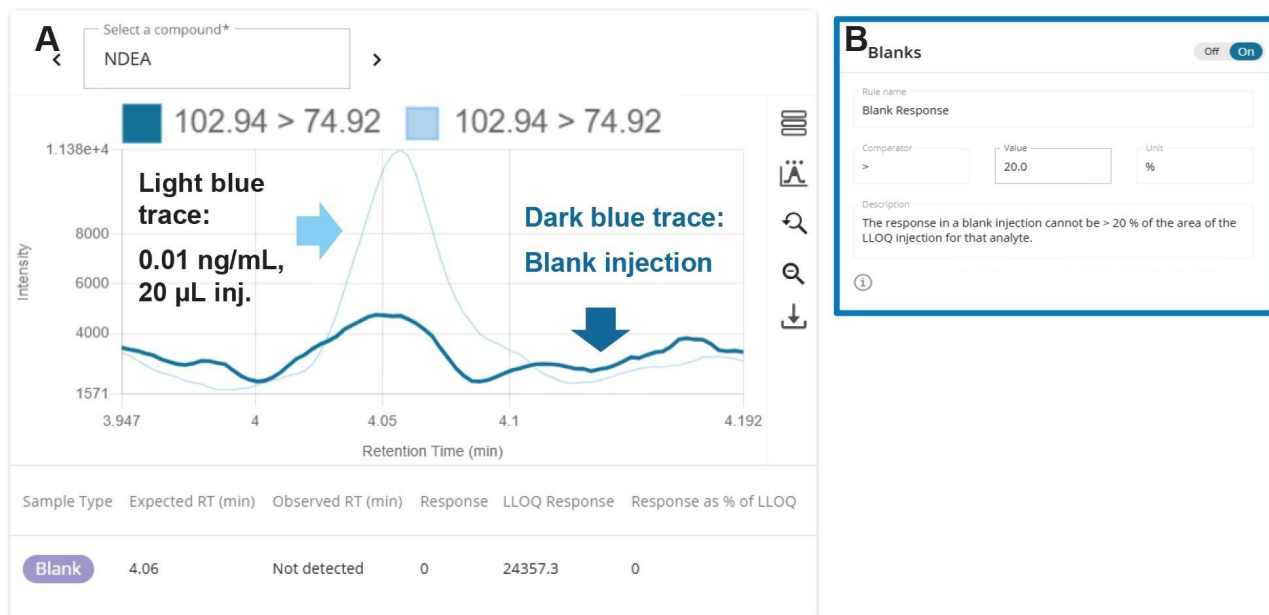 A
Select a compound*
NDEA
102.94 > 74.92 102.94 > 74.92
1.138e+4
8000
6000
4000
1571
Intensity
Light blue
trace:
0.01 ng/mL,
20 µL inj.
Dark blue trace:
Blank injection
3.947 4 4.05 4.1 4.192
Retention Time (min)
Sample Type Expected RT (min) Observed RT (min) Response LLOQ Response Response as % of LLOQ
Blank 4.06 Not detected 0 24357.3 0
B
Blanks Off On
Rule name
Blank Response
Comparator Value Unit
> 20.0 %
Description
The response in a blank injection cannot be > 20 % of the area of the
LLOQ injection for that analyte.